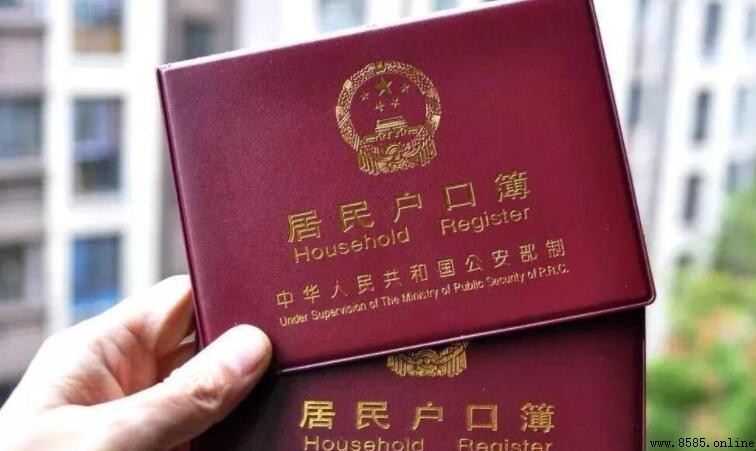 居民户口簿
Household Register
中华人民共和国公安部制
Under Supervision of The Ministry of Public Security of P.R.C.
居民户口簿
Household Register
www.8585.online